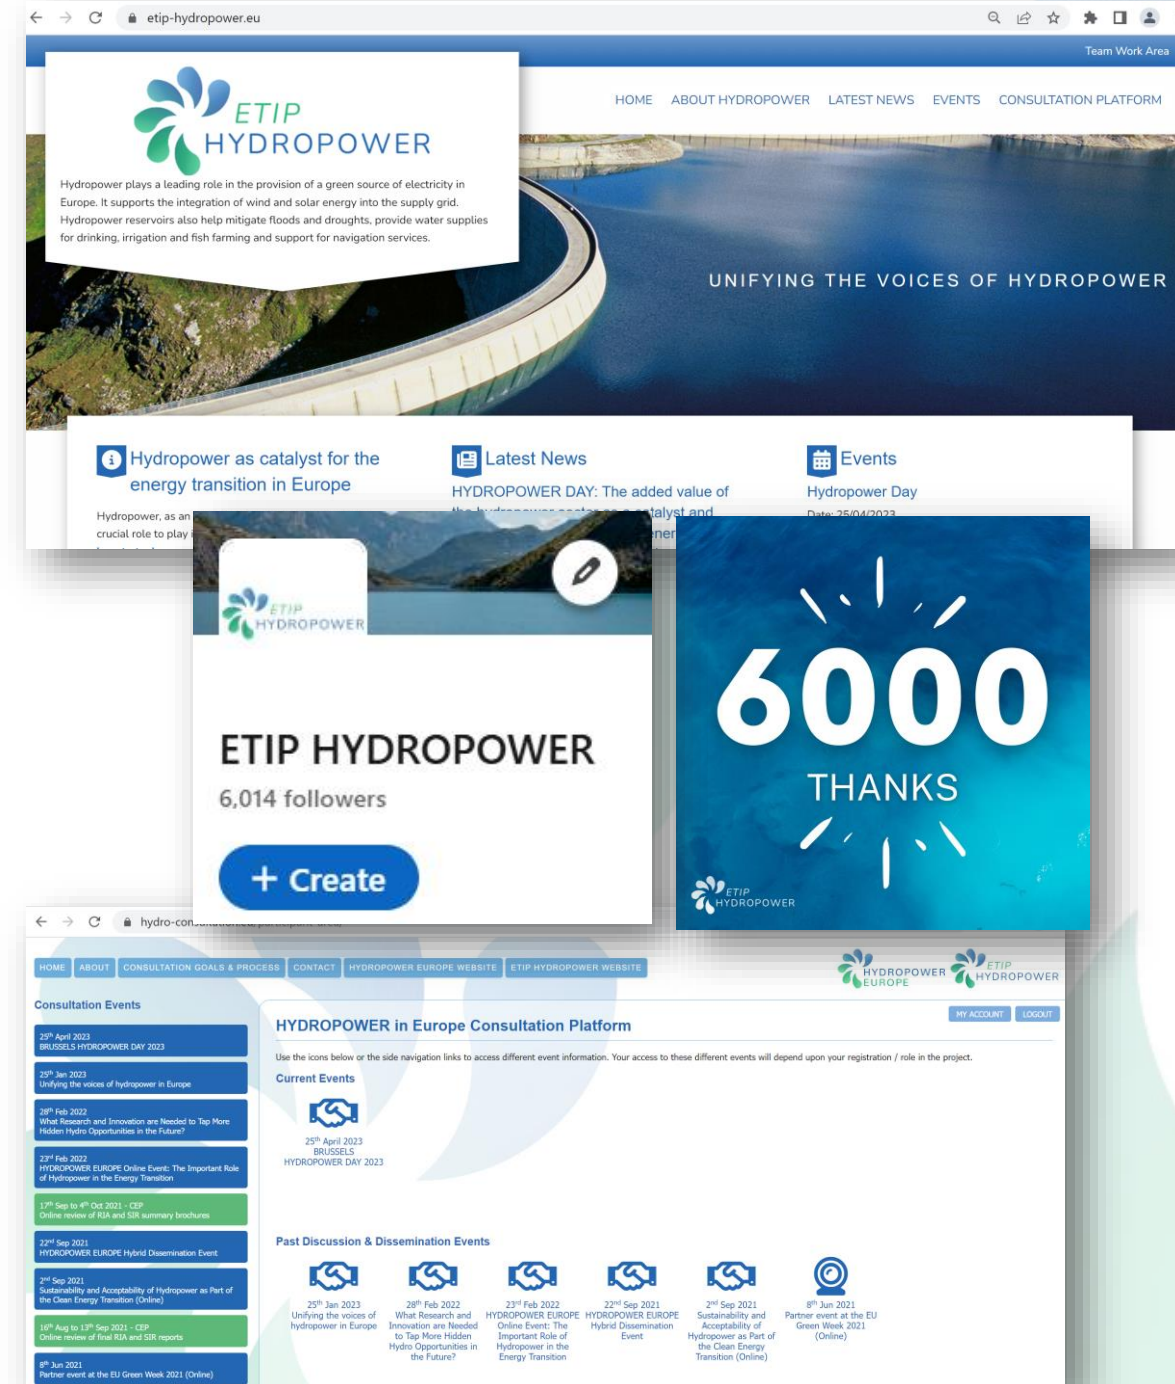 etip-hydropower.eu
Team Work Area
ETIP
HYDROPOWER
HOME ABOUT HYDROPOWER LATEST NEWS EVENTS CONSULTATION PLATFORM
Hydropower plays a leading role in the provision of a green source of electricity in
Europe. It supports the integration of wind and solar energy into the supply grid.
Hydropower reservoirs also help mitigate floods and droughts, provide water supplies
for drinking, irrigation and fish farming and support for navigation services.
UNIFYING THE VOICES OF HYDROPOWER
Hydropower as catalyst for the
energy transition in Europe
Hydropower, as an
crucial role to play
Latest News
HYDROPOWER DAY: The added value of
the hydropower sector as a catalyst and
Events
Hydropower Day
Date: 25/04/2023
ETIP
HYDROPOWER
ETIP HYDROPOWER
6,014 followers
+ Create
6000
THANKS
ETIP
HYDROPOWER
HOME ABOUT CONSULTATION GOALS & PROCESS CONTACT HYDROPOWER EUROPE WEBSITE ETIP HYDROPOWER WEBSITE
HYDROPOWER
EUROPE
ETIP
HYDROPOWER
MY ACCOUNT LOGOUT
Consultation Events
25th April 2023
BRUSSELS HYDROPOWER DAY 2023
25th Jan 2023
Unifying the voices of hydropower in Europe
28th Feb 2022
What Research and Innovation are Needed to Tap More
Hidden Hydro Opportunities in the Future?
23rd Feb 2022
HYDROPOWER EUROPE Online Event: The Important Role
of Hydropower in the Energy Transition
17th Sep to 4th Oct 2021 - CEP
Online review of RIA and SIR summary brochures
22nd Sep 2021
HYDROPOWER EUROPE Hybrid Dissemination Event
2nd Sep 2021
Sustainability and Acceptability of Hydropower as Part of
the Clean Energy Transition (Online)
16th Aug to 13th Sep 2021 - CEP
Online review of final RIA and SIR reports
8th Jun 2021
Partner event at the EU Green Week 2021 (Online)
HYDROPOWER in Europe Consultation Platform
Use the icons below or the side navigation links to access different event information. Your access to these different events will depend upon your registration / role in the project.
Current Events
25th April 2023
BRUSSELS
HYDROPOWER DAY 2023
Past Discussion & Dissemination Events
25th Jan 2023
Unifying the voices of
hydropower in Europe
28th Feb 2022
What Research and
Innovation are Needed
to Tap More Hidden
Hydro Opportunities in
the Future?
23rd Feb 2022
HYDROPOWER EUROPE
Online Event: The
Important Role of
Hydropower in the
Energy Transition
22nd Sep 2021
HYDROPOWER EUROPE
Hybrid Dissemination
Event
2nd Sep 2021
Sustainability and
Acceptability of
Hydropower as Part of
the Clean Energy
Transition (Online)
8th Jun 2021
Partner event at the EU
Green Week 2021
(Online)